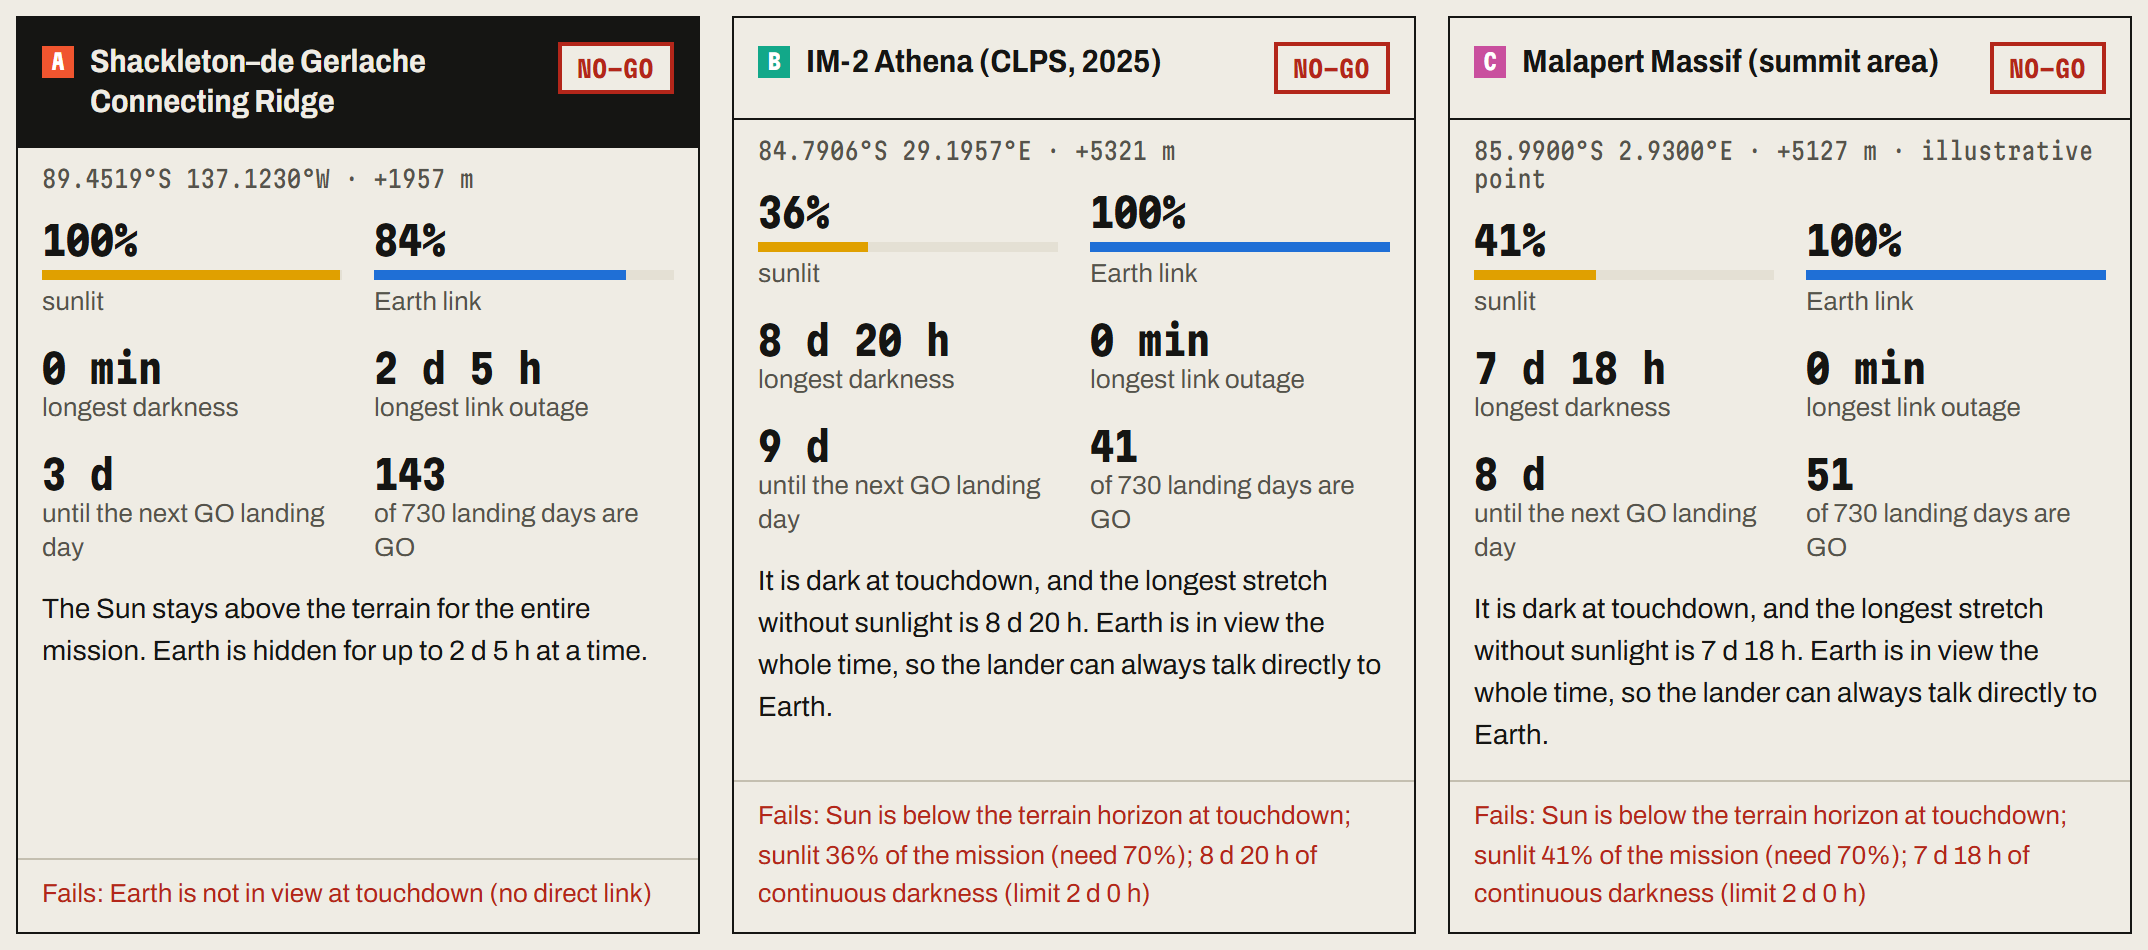 A Shackleton–de Gerlache
Connecting Ridge
NO–GO
89.4519°S 137.1230°W · +1957 m
100% 84%
sunlit Earth link
0 min 2 d 5 h
longest darkness longest link outage
3 d 143
until the next GO landing of 730 landing days are
day GO
The Sun stays above the terrain for the entire
mission. Earth is hidden for up to 2 d 5 h at a time.
Fails: Earth is not in view at touchdown (no direct link)
B IM-2 Athena (CLPS, 2025)
NO–GO
84.7906°S 29.1957°E · +5321 m
36% 100%
sunlit Earth link
8 d 20 h 0 min
longest darkness longest link outage
9 d 41
until the next GO landing of 730 landing days are
day GO
It is dark at touchdown, and the longest stretch
without sunlight is 8 d 20 h. Earth is in view the
whole time, so the lander can always talk directly to
Earth.
Fails: Sun is below the terrain horizon at touchdown;
sunlit 36% of the mission (need 70%); 8 d 20 h of
continuous darkness (limit 2 d 0 h)
C Malapert Massif (summit area)
NO–GO
85.9900°S 2.9300°E · +5127 m · illustrative
point
41% 100%
sunlit Earth link
7 d 18 h 0 min
longest darkness longest link outage
8 d 51
until the next GO landing of 730 landing days are
day GO
It is dark at touchdown, and the longest stretch
without sunlight is 7 d 18 h. Earth is in view the
whole time, so the lander can always talk directly to
Earth.
Fails: Sun is below the terrain horizon at touchdown;
sunlit 41% of the mission (need 70%); 7 d 18 h of
continuous darkness (limit 2 d 0 h)